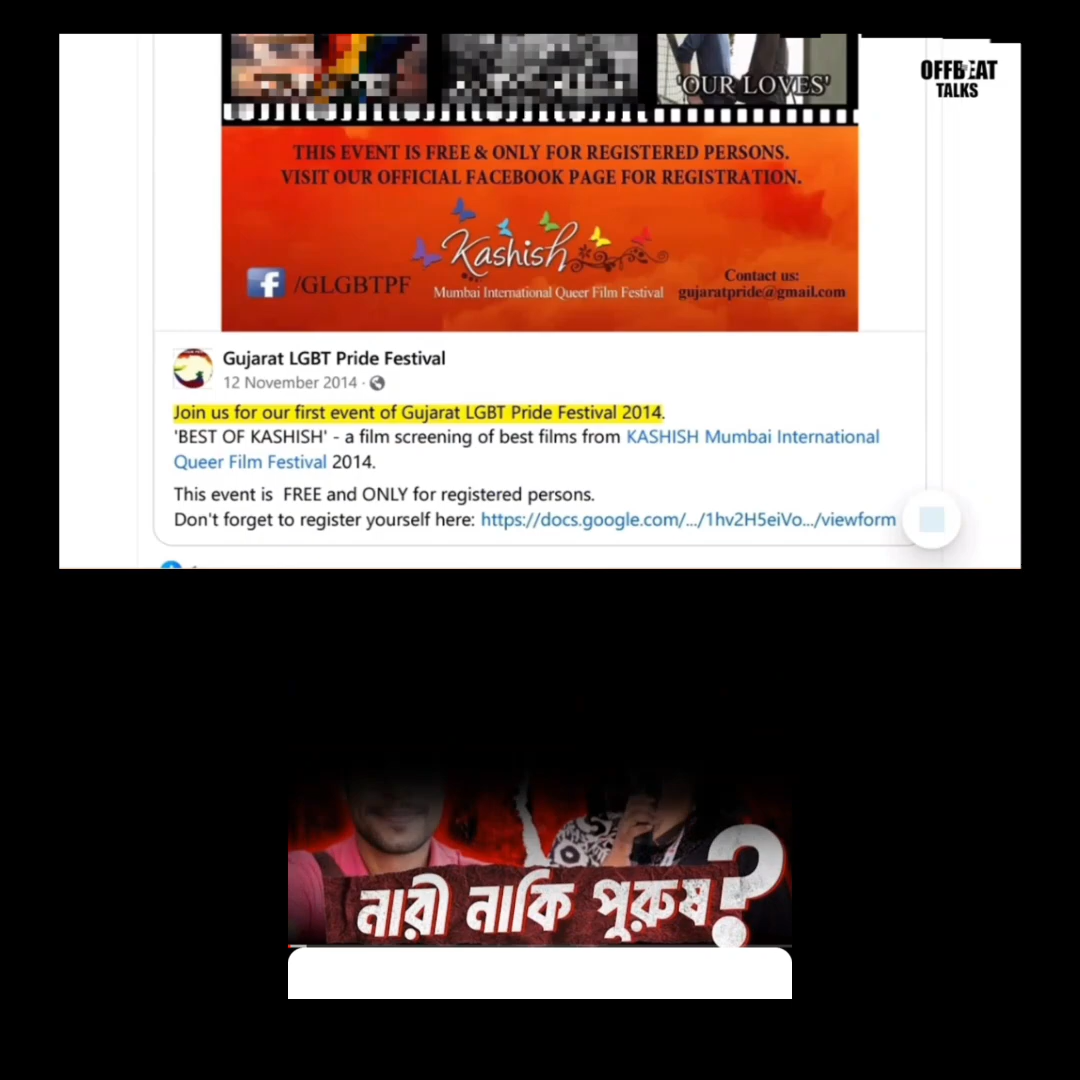 OFFBEAT
TALKS
'OUR LOVES'
THIS EVENT IS FREE & ONLY FOR REGISTERED PERSONS.
VISIT OUR OFFICIAL FACEBOOK PAGE FOR REGISTRATION.
Kashish
Mumbai International Queer Film Festival
f /GLGBTPF
Contact us:
gujaratpride@gmail.com
Gujarat LGBT Pride Festival
12 November 2014 ·
Join us for our first event of Gujarat LGBT Pride Festival 2014.
'BEST OF KASHISH' - a film screening of best films from KASHISH Mumbai International
Queer Film Festival 2014.
This event is FREE and ONLY for registered persons.
Don't forget to register yourself here: https://docs.google.com/.../1hv2H5eiVo.../viewform
নারী নাকি পুরুষ?